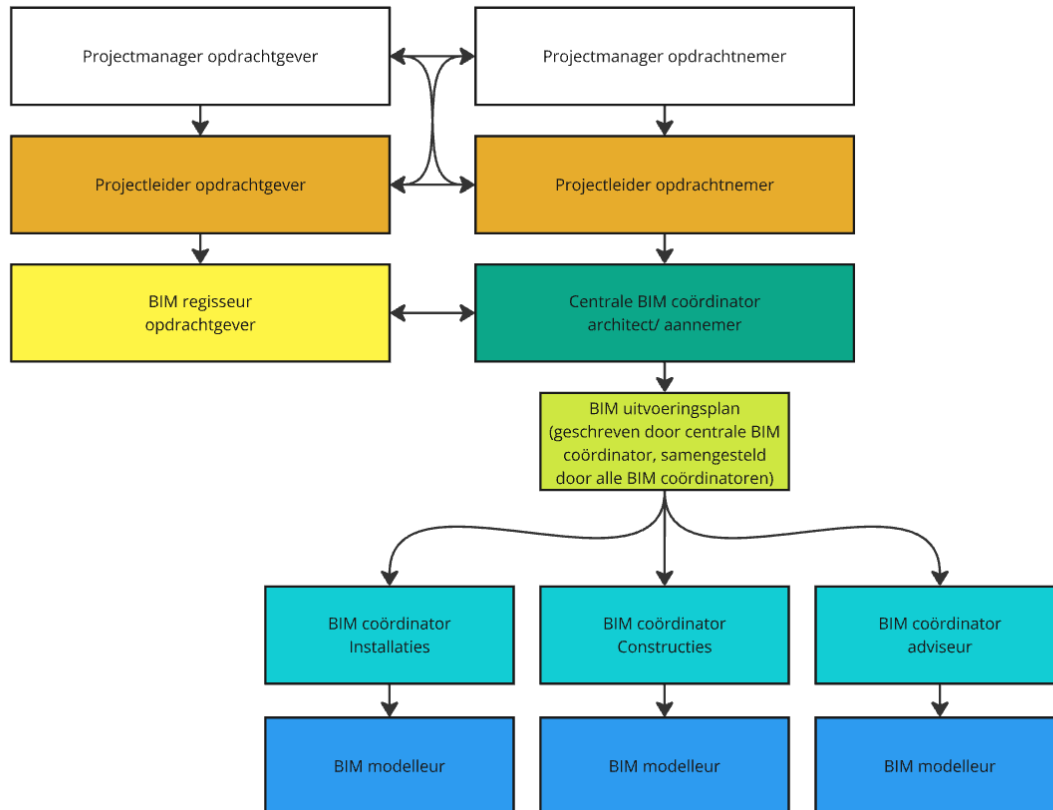 Projectmanager opdrachtgever
Projectmanager opdrachtnemer
Projectleider opdrachtgever
Projectleider opdrachtnemer
BIM regisseur
opdrachtgever
Centrale BIM coördinator
architect/ aannemer
BIM uitvoeringsplan
(geschreven door centrale BIM
coördinator, samengesteld
door alle BIM coördinatoren)
BIM coördinator
Installaties
BIM coördinator
Constructies
BIM coördinator
adviseur
BIM modelleur
BIM modelleur
BIM modelleur